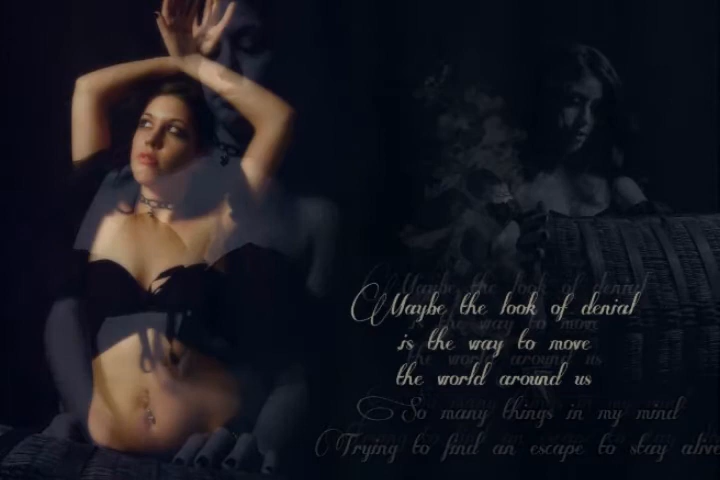 Maybe the look of denial
is the way to move
the world around us
So many things in my mind
Trying to find an escape to stay alive